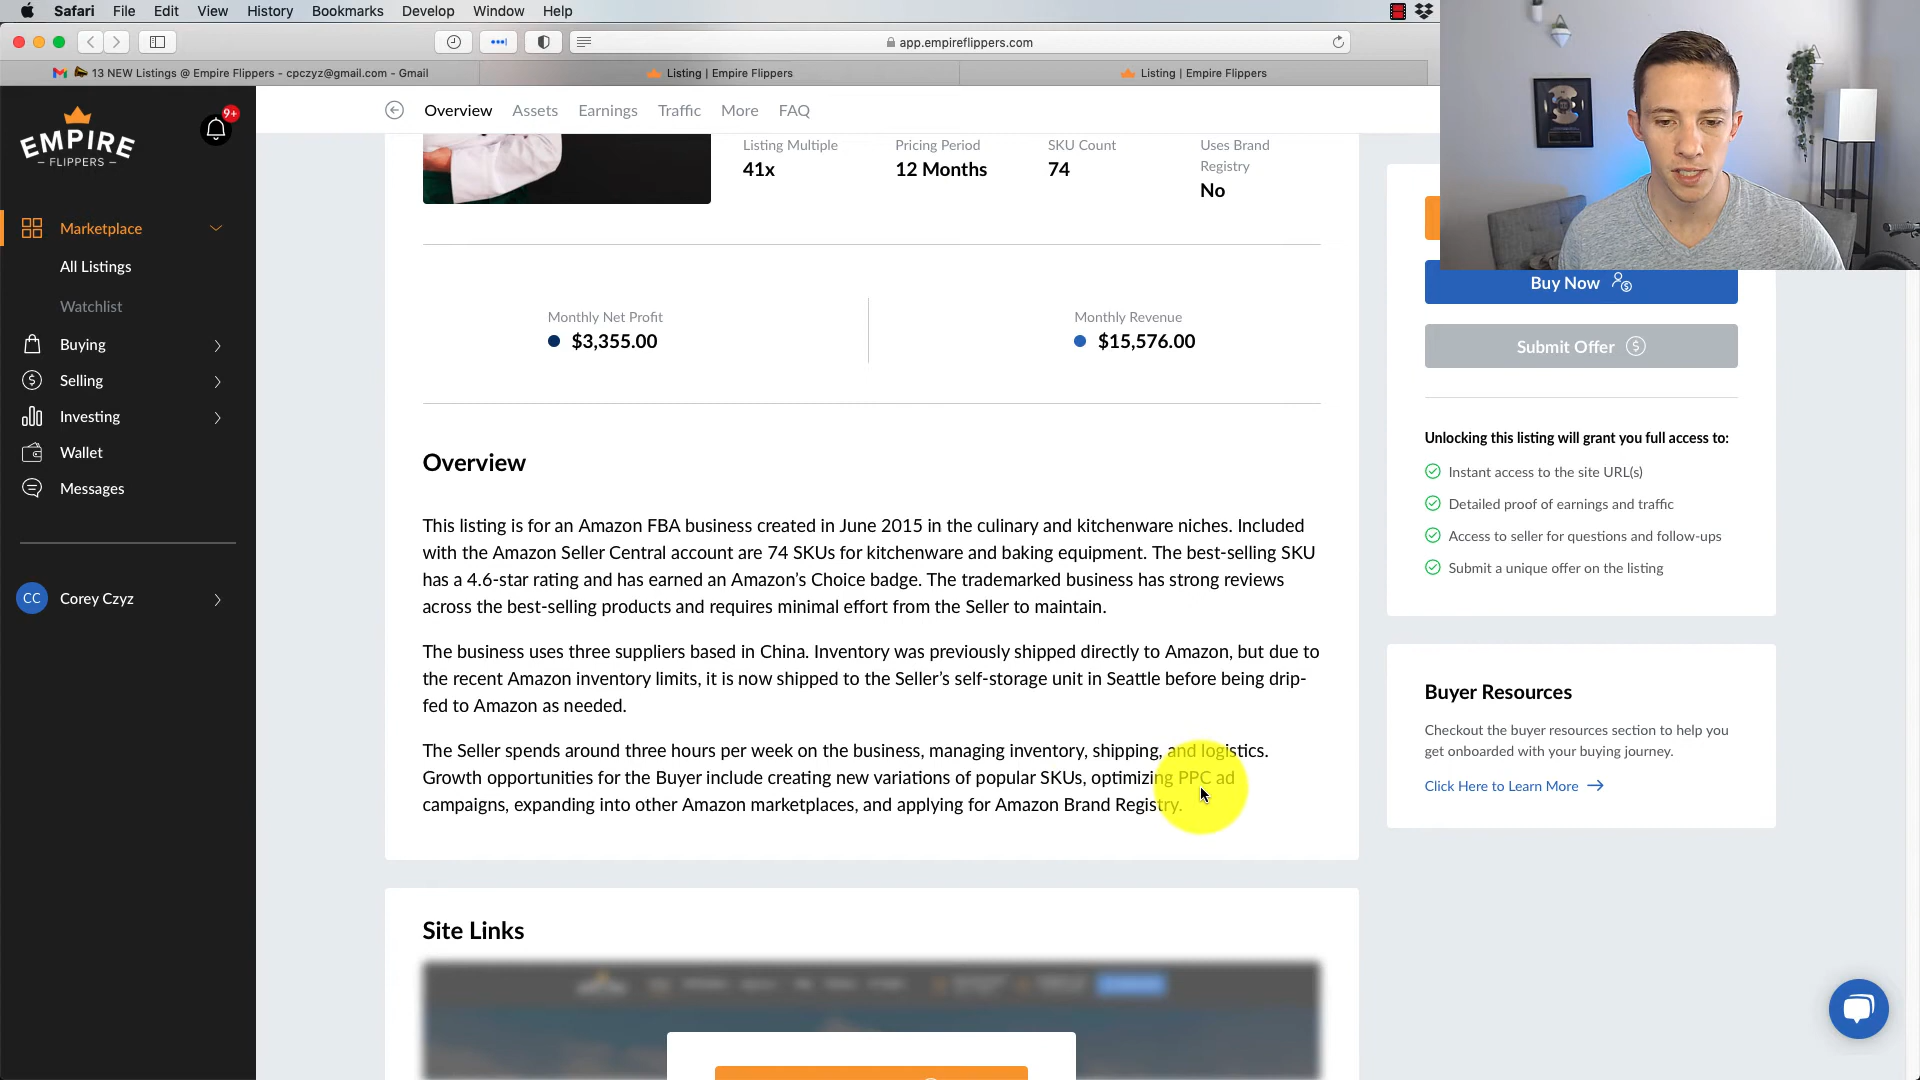 Safari File Edit View History Bookmarks Develop Window Help
app.empireflippers.com
13 NEW Listings @ Empire Flippers - cpczyz@gmail.com - Gmail
Listing | Empire Flippers
Listing | Empire Flippers
EMPIRE
FLIPPERS
9+
Marketplace
All Listings
Watchlist
Buying
Selling
Investing
Wallet
Messages
CC
Corey Czyz
Overview Assets Earnings Traffic More FAQ
Listing Multiple
41x
Pricing Period
12 Months
SKU Count
74
Uses Brand
Registry
No
Monthly Net Profit
$3,355.00
Monthly Revenue
$15,576.00
Overview
This listing is for an Amazon FBA business created in June 2015 in the culinary and kitchenware niches. Included
with the Amazon Seller Central account are 74 SKUs for kitchenware and baking equipment. The best-selling SKU
has a 4.6-star rating and has earned an Amazon's Choice badge. The trademarked business has strong reviews
across the best-selling products and requires minimal effort from the Seller to maintain.
The business uses three suppliers based in China. Inventory was previously shipped directly to Amazon, but due to
the recent Amazon inventory limits, it is now shipped to the Seller's self-storage unit in Seattle before being drip-
fed to Amazon as needed.
The Seller spends around three hours per week on the business, managing inventory, shipping, and logistics.
Growth opportunities for the Buyer include creating new variations of popular SKUs, optimizing PPC ad
campaigns, expanding into other Amazon marketplaces, and applying for Amazon Brand Registry.
Site Links
Buy Now
Submit Offer
Unlocking this listing will grant you full access to:
Instant access to the site URL(s)
Detailed proof of earnings and traffic
Access to seller for questions and follow-ups
Submit a unique offer on the listing
Buyer Resources
Checkout the buyer resources section to help you
get onboarded with your buying journey.
Click Here to Learn More